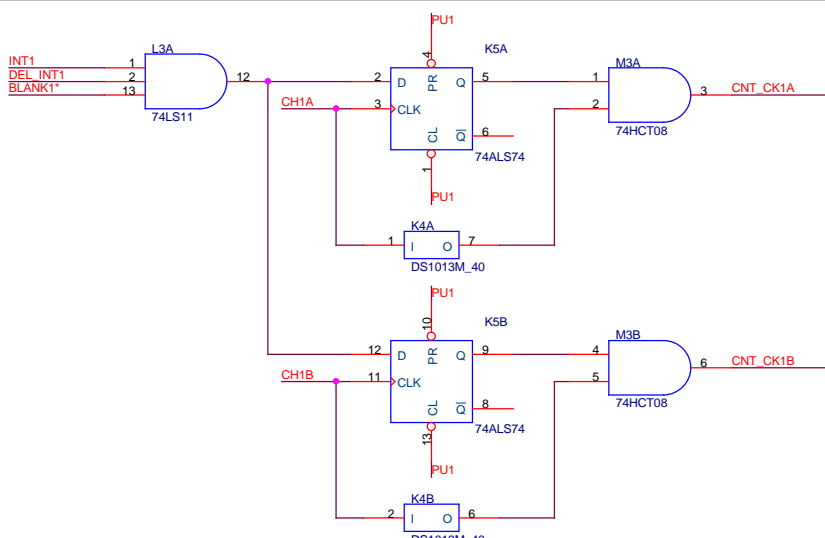 PU1
L3A
K5A
INT1
1
DEL_INT1
2
12
BLANK1*
13
74LS11
4
2
D
PR
Q
5
CH1A
3
CLK
CL
Q
6
74ALS74
1
PU1
M3A
1
2
3
CNT_CK1A
74HCT08
K4A
1
I
O
7
DS1013M_40
PU1
10
K5B
12
D
PR
Q
9
CH1B
11
CLK
CL
Q
8
74ALS74
13
PU1
M3B
4
5
6
CNT_CK1B
74HCT08
K4B
2
I
O
6
DS1013M_40